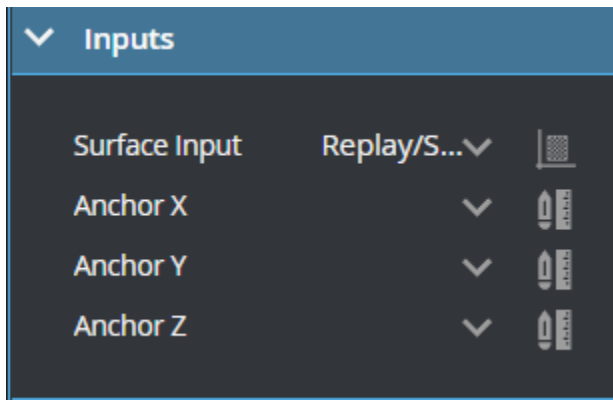 Inputs
Surface Input Replay/S...
Anchor X
Anchor Y
Anchor Z